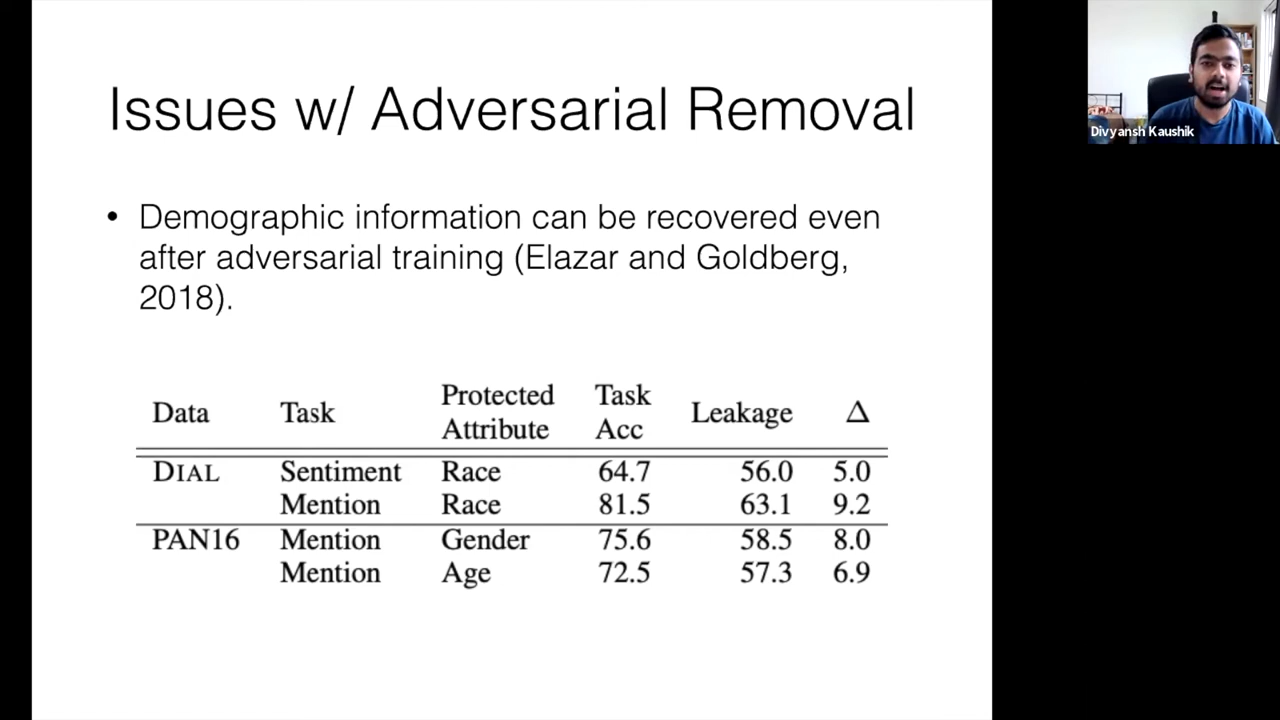 Issues w/ Adversarial Removal
Divyansh Kaushik
• Demographic information can be recovered even
after adversarial training (Elazar and Goldberg,
2018).
Data Task Protected Attribute Task Acc Leakage Δ
DIAL Sentiment Race 64.7 56.0 5.0
Mention Race 81.5 63.1 9.2
PAN16 Mention Gender 75.6 58.5 8.0
Mention Age 72.5 57.3 6.9